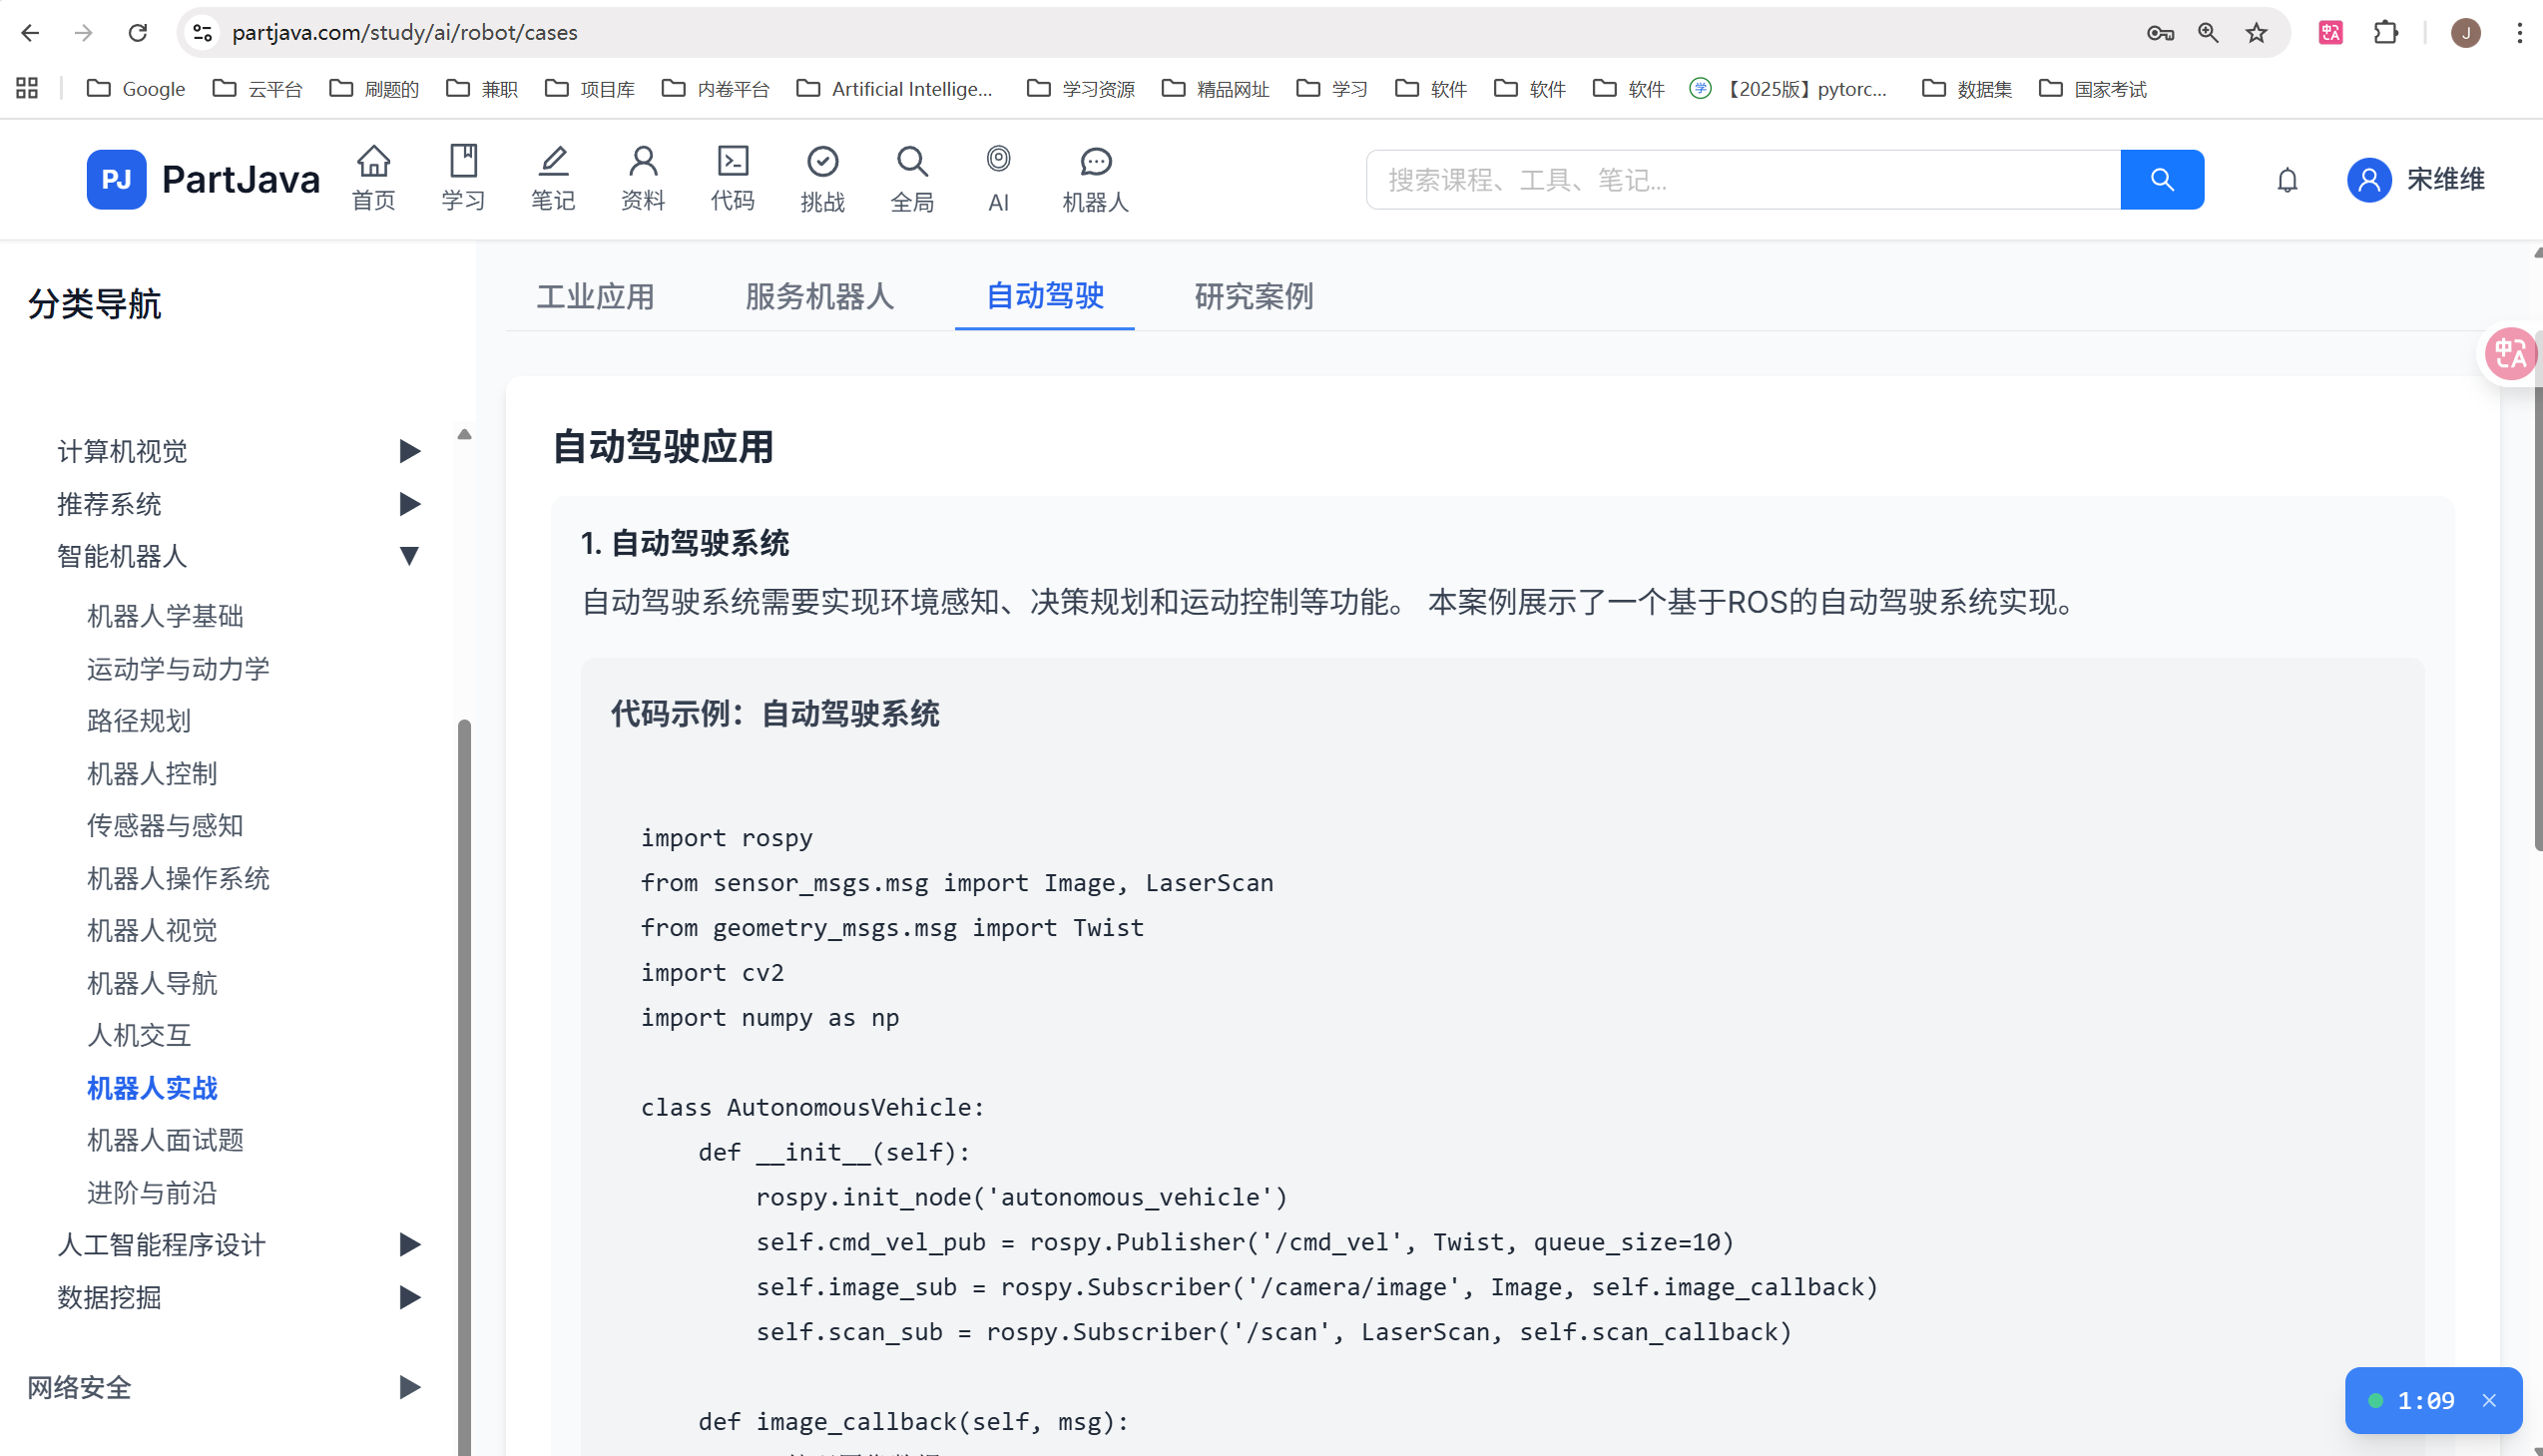 partjava.com/study/ai/robot/cases
J
Google
云平台
刷题的
兼职
项目库
内卷平台
Artificial Intellige...
学习资源
精品网址
学习
软件
软件
软件
【2025版】pytorc...
数据集
国家考试
PJ PartJava
首页
学习
笔记
资料
代码
挑战
全局
AI
机器人
搜索课程、工具、笔记...
宋维维
分类导航
计算机视觉
推荐系统
智能机器人
机器人学基础
运动学与动力学
路径规划
机器人控制
传感器与感知
机器人操作系统
机器人视觉
机器人导航
人机交互
机器人实战
机器人面试题
进阶与前沿
人工智能程序设计
数据挖掘
网络安全
工业应用
服务机器人
自动驾驶
研究案例
自动驾驶应用
1. 自动驾驶系统
自动驾驶系统需要实现环境感知、决策规划和运动控制等功能。 本案例展示了一个基于ROS的自动驾驶系统实现。
代码示例：自动驾驶系统
import rospy
from sensor_msgs.msg import Image, LaserScan
from geometry_msgs.msg import Twist
import cv2
import numpy as np
class AutonomousVehicle:
def __init__(self):
rospy.init_node('autonomous_vehicle')
self.cmd_vel_pub = rospy.Publisher('/cmd_vel', Twist, queue_size=10)
self.image_sub = rospy.Subscriber('/camera/image', Image, self.image_callback)
self.scan_sub = rospy.Subscriber('/scan', LaserScan, self.scan_callback)
def image_callback(self, msg):
1:09